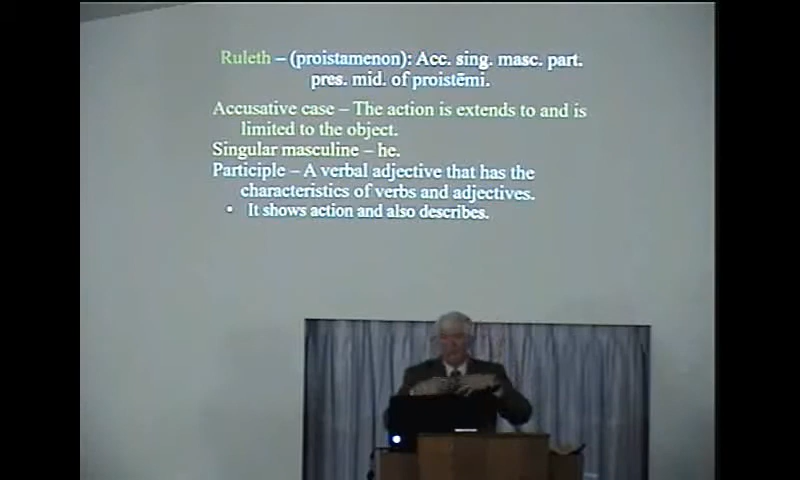 Ruleth – (proistamenon): Acc. sing. masc. part.
pres. mid. of proistēmi.
Accusative case – The action is extends to and is
limited to the object.
Singular masculine – he.
Participle – A verbal adjective that has the
characteristics of verbs and adjectives.
• It shows action and also describes.